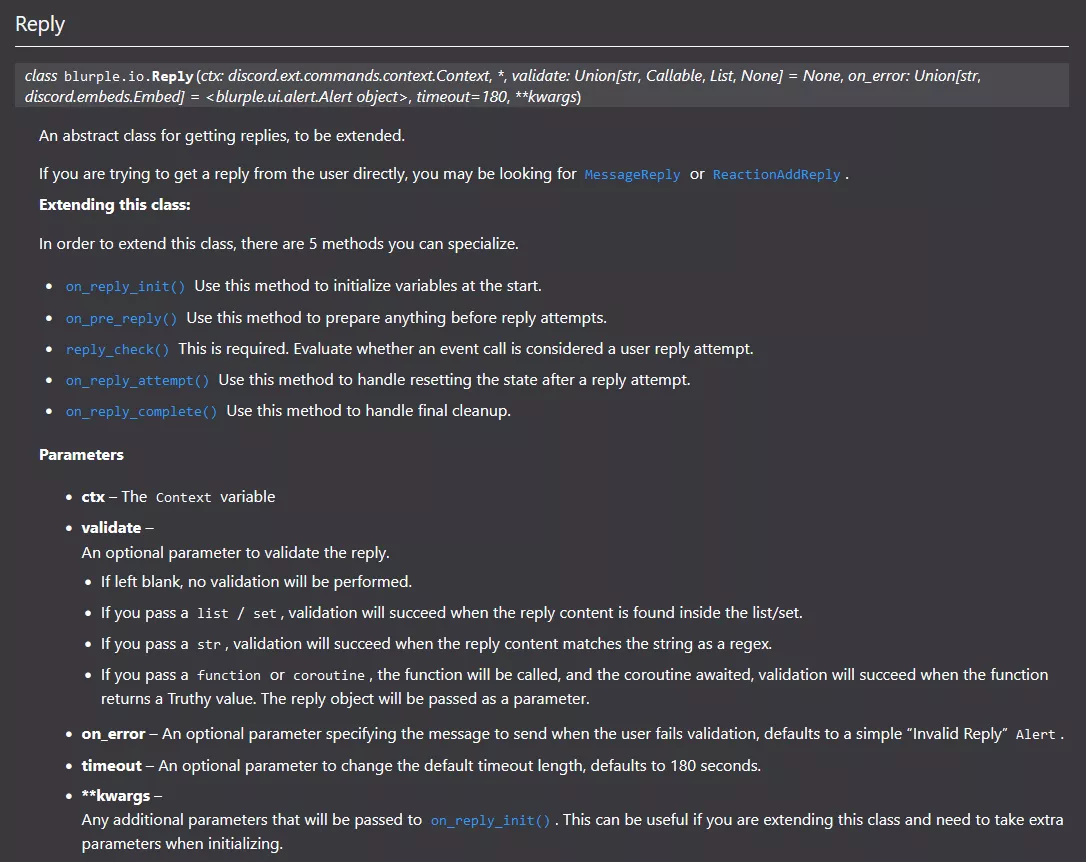 Reply
class blurple.io.Reply(ctx: discord.ext.commands.context.Context, *, validate: Union[str, Callable, List, None] = None, on_error: Union[str,
discord.embeds.Embed] = <blurple.ui.alert.Alert object>, timeout=180, **kwargs)
An abstract class for getting replies, to be extended.
If you are trying to get a reply from the user directly, you may be looking for MessageReply or ReactionAddReply .
Extending this class:
In order to extend this class, there are 5 methods you can specialize.
• on_reply_init() Use this method to initialize variables at the start.
• on_pre_reply() Use this method to prepare anything before reply attempts.
• reply_check() This is required. Evaluate whether an event call is considered a user reply attempt.
• on_reply_attempt() Use this method to handle resetting the state after a reply attempt.
• on_reply_complete() Use this method to handle final cleanup.
Parameters
• ctx – The Context variable
• validate –
An optional parameter to validate the reply.
• If left blank, no validation will be performed.
• If you pass a list / set , validation will succeed when the reply content is found inside the list/set.
• If you pass a str , validation will succeed when the reply content matches the string as a regex.
• If you pass a function or coroutine , the function will be called, and the coroutine awaited, validation will succeed when the function
returns a Truthy value. The reply object will be passed as a parameter.
• on_error – An optional parameter specifying the message to send when the user fails validation, defaults to a simple “Invalid Reply” Alert .
• timeout – An optional parameter to change the default timeout length, defaults to 180 seconds.
• **kwargs –
Any additional parameters that will be passed to on_reply_init() . This can be useful if you are extending this class and need to take extra
parameters when initializing.